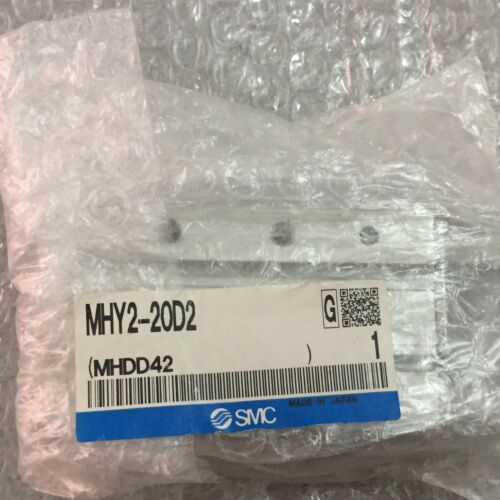 MHY2-20D2 G
(MHDD42 ) 1
MADE IN JAPAN
SMC